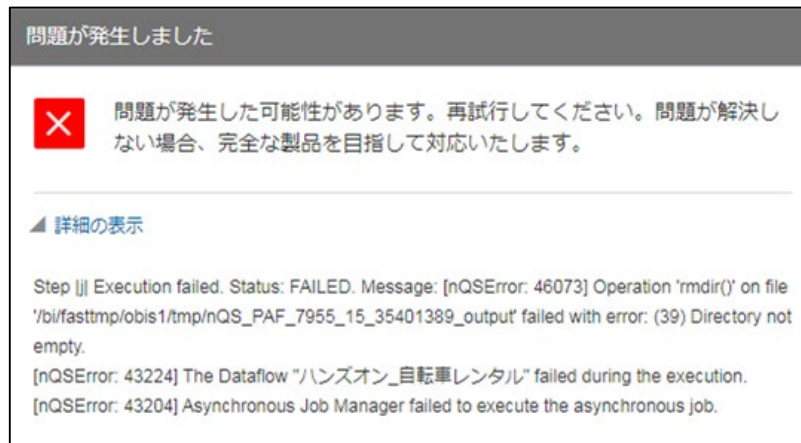 問題が発生しました
問題が発生した可能性があります。再試行してください。問題が解決し
ない場合、完全な製品を目指して対応いたします。
詳細の表示
Step |j| Execution failed. Status: FAILED. Message: [nQSError: 46073] Operation 'rmdir()' on file
'/bi/fasttmp/obis1/tmp/nQS_PAF_7955_15_35401389_output' failed with error: (39) Directory not
empty.
[nQSError: 43224] The Dataflow "ハンズオン_自転車レンタル" failed during the execution.
[nQSError: 43204] Asynchronous Job Manager failed to execute the asynchronous job.